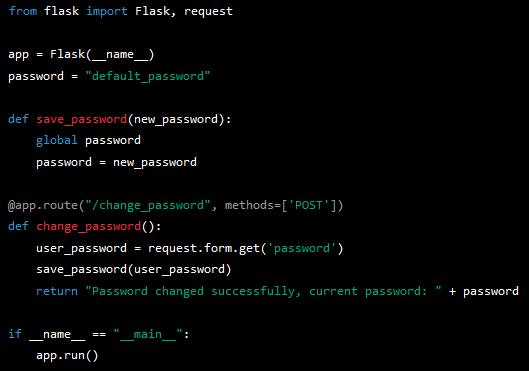 from flask import Flask, request

app = Flask(__name__)
password = "default_password"

def save_password(new_password):
    global password
    password = new_password

@app.route("/change_password", methods=['POST'])
def change_password():
    user_password = request.form.get('password')
    save_password(user_password)
    return "Password changed successfully, current password: " + password

if __name__ == "__main__":
    app.run()